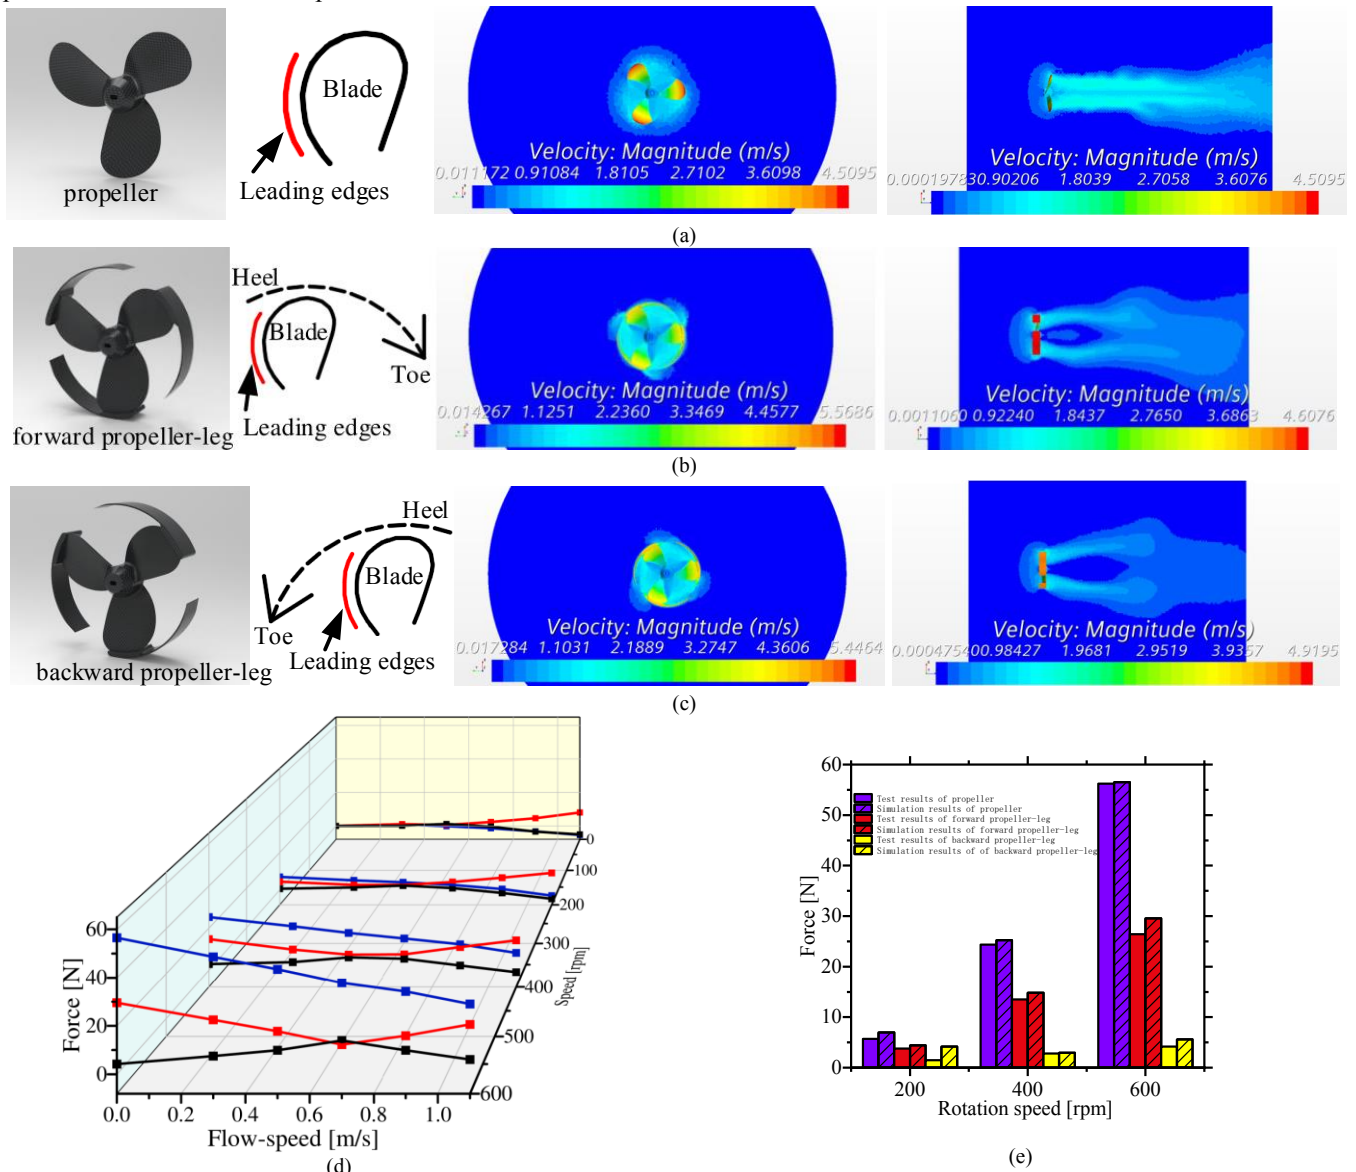 propeller
Blade
Leading edges
Velocity: Magnitude (m/s)
0.011172 0.91084 1.8105 2.7102 3.6098 4.5095
Velocity: Magnitude (m/s)
0.0001978 30.90206 1.8039 2.7058 3.6076 4.5095
(a)
forward propeller-leg
Heel
Blade
Toe
Leading edges
Velocity: Magnitude (m/s)
0.014267 1.1251 2.2360 3.3469 4.4577 5.5686
Velocity: Magnitude (m/s)
0.0011060 0.92240 1.8437 2.7650 3.6863 4.6076
(b)
backward propeller-leg
Heel
Blade
Toe
Leading edges
Velocity: Magnitude (m/s)
0.017284 1.1031 2.1889 3.2747 4.3606 5.4464
Velocity: Magnitude (m/s)
0.0004754 00.98427 1.9681 2.9519 3.9357 4.9195
(c)
60
40
20
0
Force [N]
0.0 0.2 0.4 0.6 0.8 1.0
Flow-speed [m/s]
0
100
200
300
400
500
600
Speed [rpm]
(d)
60
50
40
30
20
10
0
Force [N]
Test results of propeller
Simulation results of propeller
Test results of forward propeller-leg
Simulation results of forward propeller-leg
Test results of backward propeller-leg
Simulation results of of backward propeller-leg
200 400 600
Rotation speed [rpm]
(e)